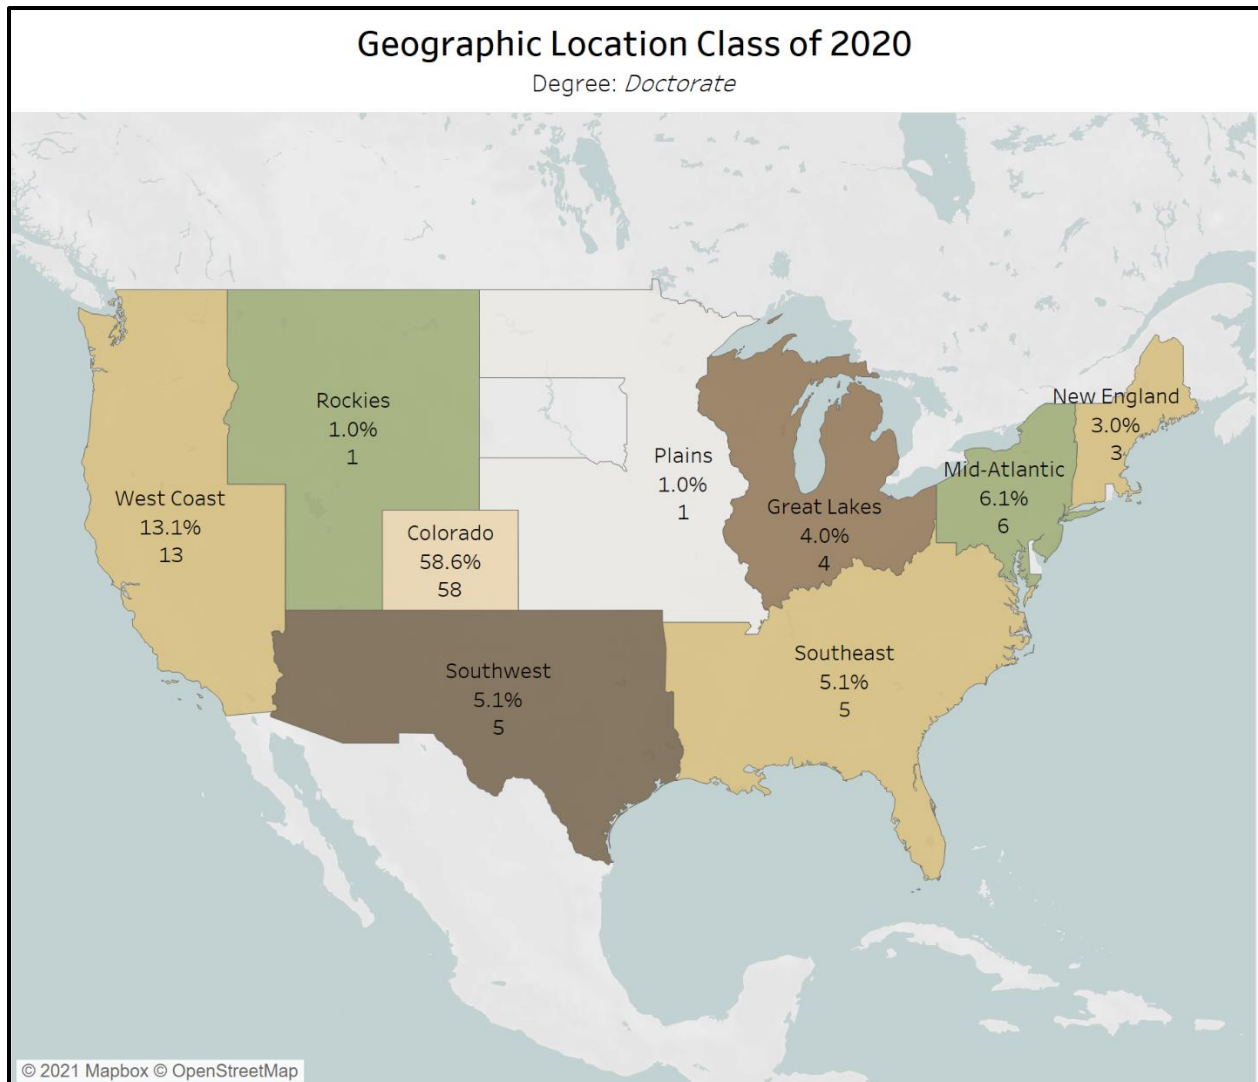 Geographic Location Class of 2020
Degree: Doctorate
New England
3.0%
3
Rockies
1.0%
1
Plains
1.0%
1
Mid-Atlantic
6.1%
6
West Coast
13.1%
13
Great Lakes
4.0%
4
Colorado
58.6%
58
Southeast
5.1%
5
Southwest
5.1%
5
© 2021 Mapbox © OpenStreetMap